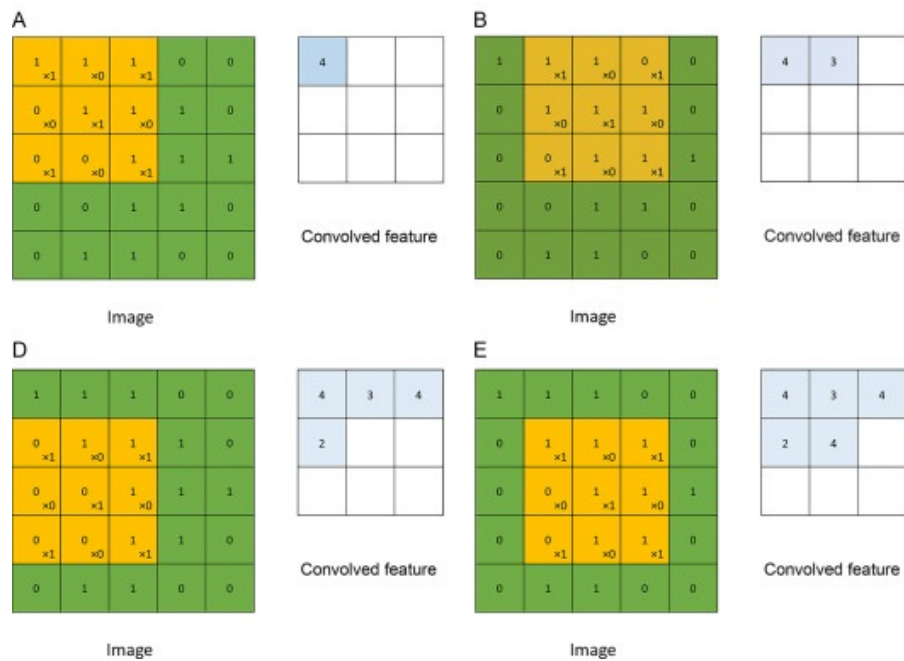 A
1 ×1 1 ×0 1 ×1 0 0
0 ×0 1 ×1 1 ×0 1 0
0 ×1 0 ×0 1 ×1 1 1
0 0 1 1 0
0 1 1 0 0
Image
4
Convolved feature
B
1 1 ×1 1 ×0 0 ×1 0
0 1 ×0 1 ×1 1 ×0 0
0 0 ×1 1 ×0 1 ×1 1
0 0 1 1 0
0 1 1 0 0
Image
4 3
Convolved feature
D
1 1 1 0 0
0 ×1 1 ×0 1 ×1 1 0
0 ×0 0 ×1 1 ×0 1 1
0 ×1 0 ×0 1 ×1 1 0
0 1 1 0 0
Image
4 3 4
2
Convolved feature
E
1 1 1 0 0
0 1 ×1 1 ×0 1 ×1 0
0 0 ×0 1 ×1 1 ×0 1
0 0 ×1 1 ×0 1 ×1 0
0 1 1 0 0
Image
4 3 4
2 4
Convolved feature